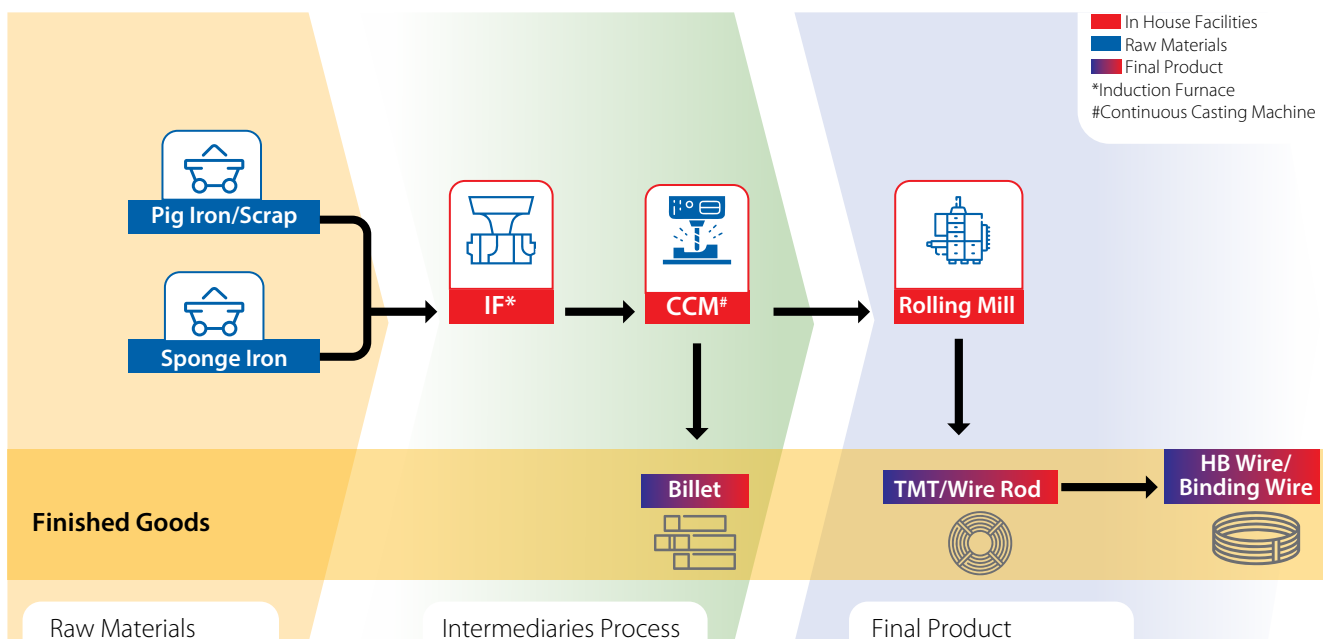 In House Facilities
Raw Materials
Final Product
*Induction Furnace
#Continuous Casting Machine
Pig Iron/Scrap
Sponge Iron
IF*
CCM#
Rolling Mill
Billet
TMT/Wire Rod
HB Wire/
Binding Wire
Finished Goods
Raw Materials
Intermediaries Process
Final Product